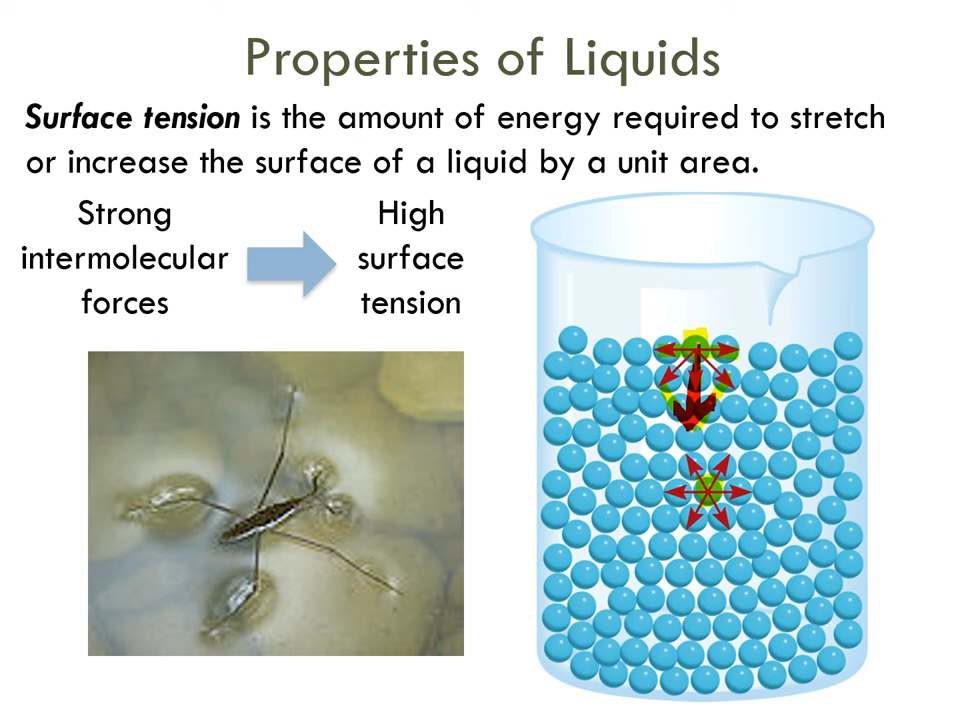 Properties of Liquids
Surface tension is the amount of energy required to stretch
or increase the surface of a liquid by a unit area.
Strong
intermolecular
forces
High
surface
tension